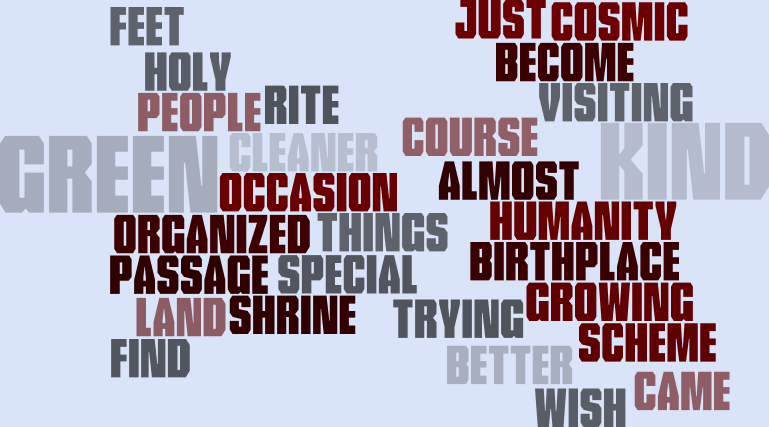 FEET
HOLY
PEOPLE RITE
GREEN CLEANER
OCCASION
ORGANIZED THINGS
PASSAGE SPECIAL
LAND SHRINE
FIND
JUST COSMIC
BECOME
VISITING
COURSE KIND
ALMOST
HUMANITY
BIRTHPLACE
TRYING GROWING
SCHEME
BETTER
WISH CAME